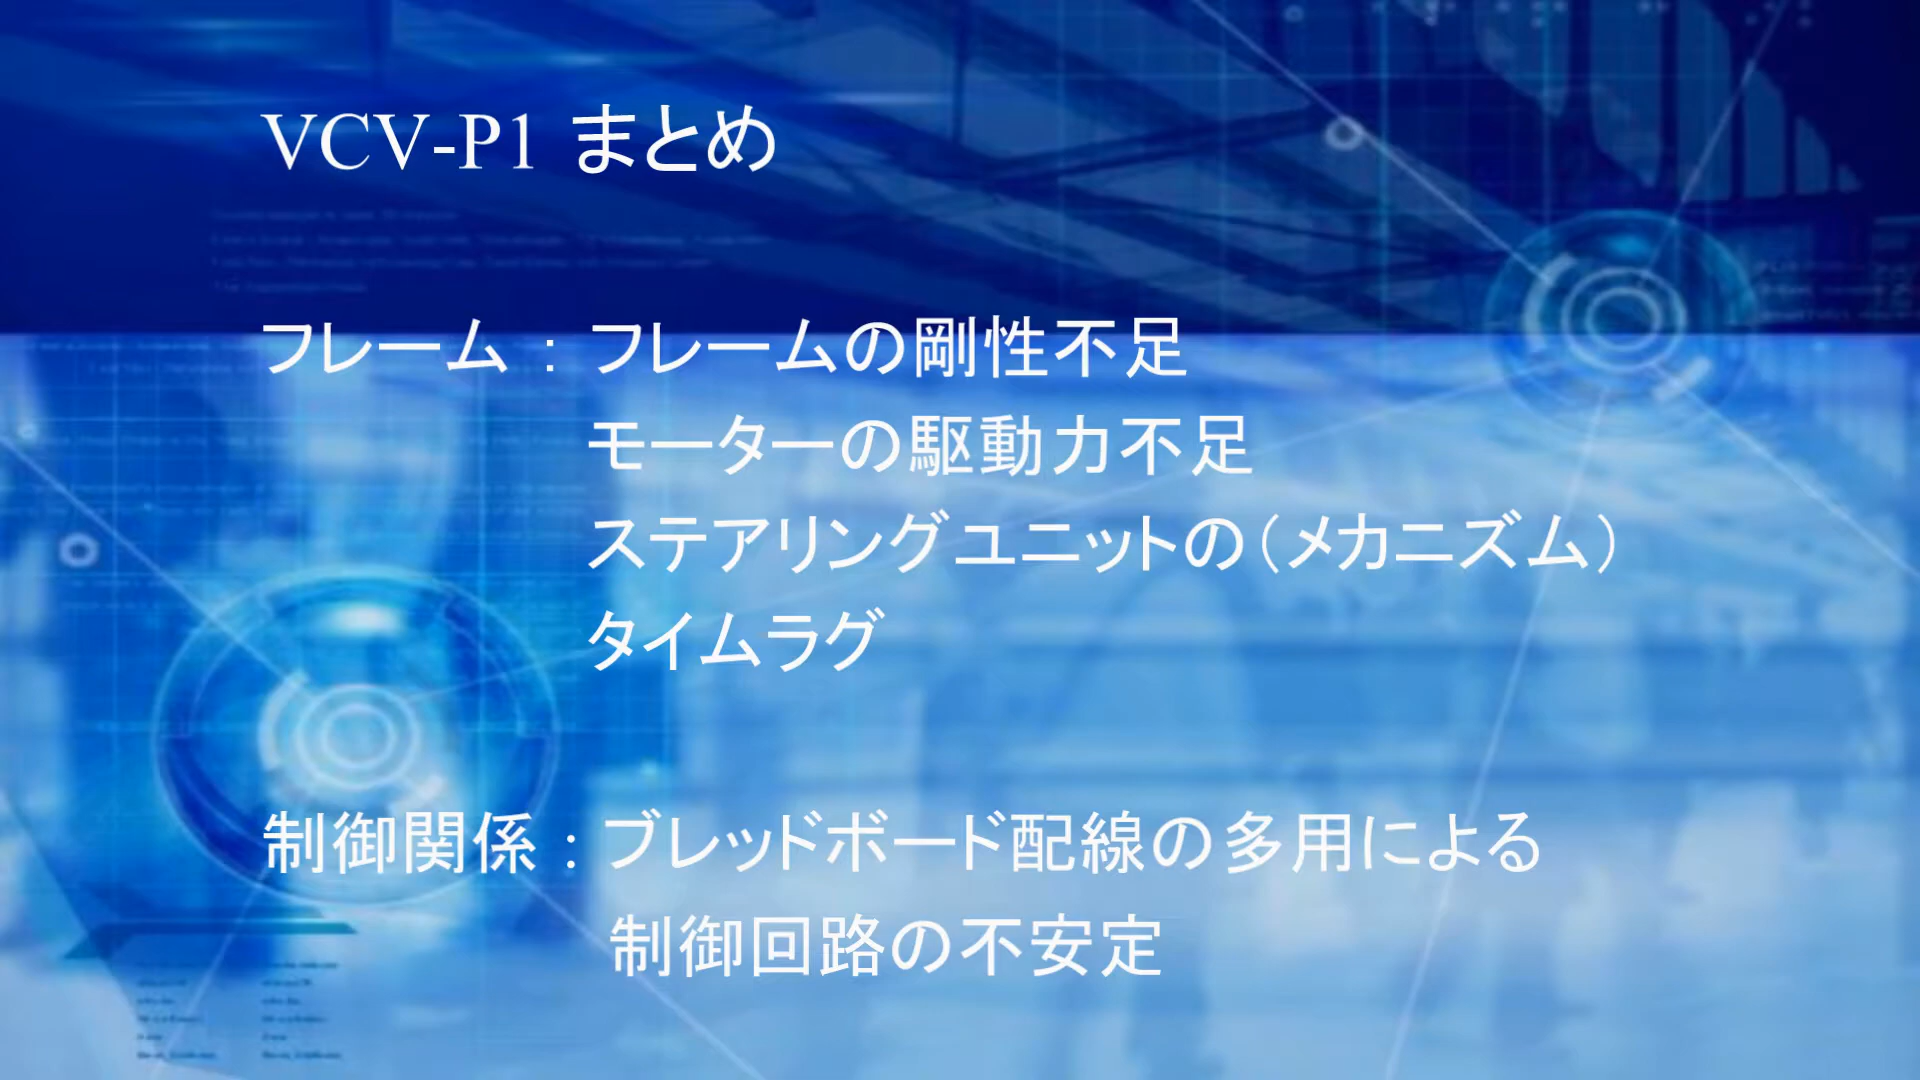 VCV-P1 まとめ
フレーム : フレームの剛性不足
モーターの駆動力不足
ステアリングユニットの（メカニズム）
タイムラグ
制御関係 : ブレッドボード配線の多用による
制御回路の不安定